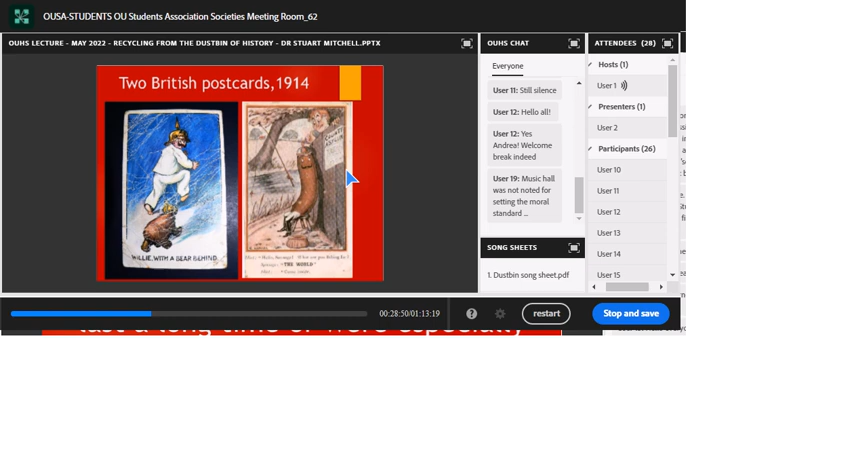 OUSA-STUDENTS OU Students Association Societies Meeting Room_62
OUHS LECTURE - MAY 2022 - RECYCLING FROM THE DUSTBIN OF HISTORY - DR STUART MITCHELL.PPTX
Two British postcards,1914
WILLIE, WITH A BEAR BEHIND
"THE WORLD"
OUHS CHAT
Everyone
User 11: Still silence
User 12: Hello all!
User 12: Yes
Andrea! Welcome
break indeed
User 19: Music hall
was not noted for
setting the moral
standard ...
SONG SHEETS
1. Dustbin song sheet.pdf
ATTENDEES (28)
Hosts (1)
User 1
Presenters (1)
User 2
Participants (26)
User 10
User 11
User 12
User 13
User 14
User 15
00:28:50/01:13:19
restart
Stop and save